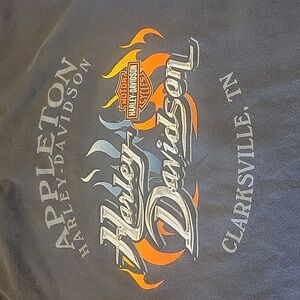 APPLETON
HARLEY-DAVIDSON
MOTOR
HARLEY-DAVIDSON
CYCLES
Harley
Davidson
CLARKSVILLE, TN